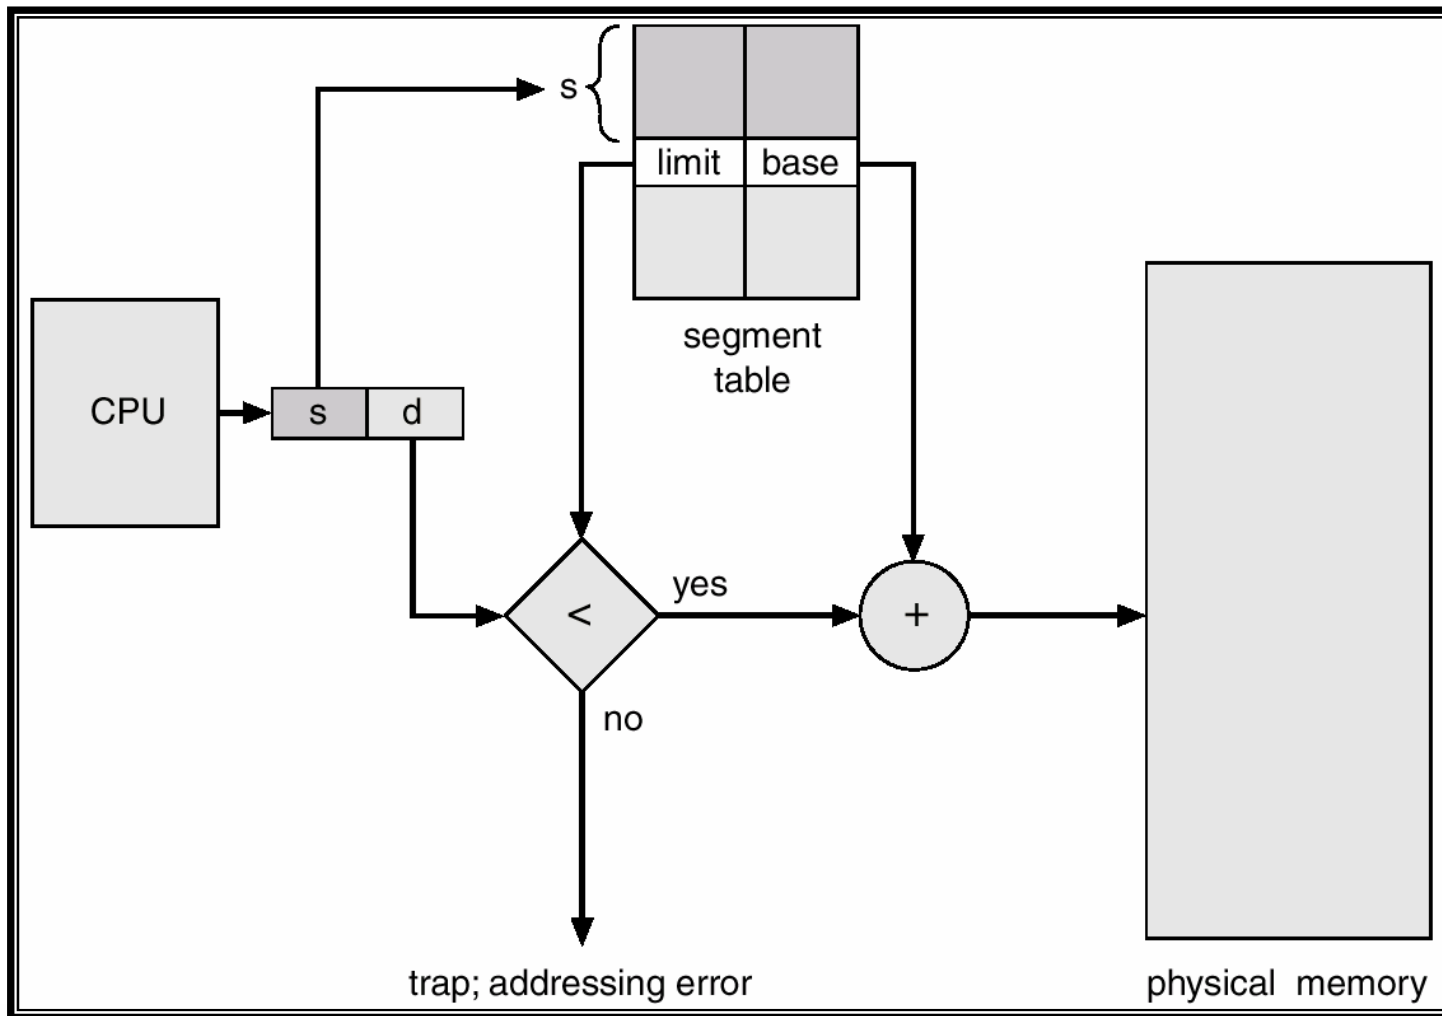 s
limit base
segment
table
CPU
s d
yes
<
+
no
trap; addressing error
physical memory